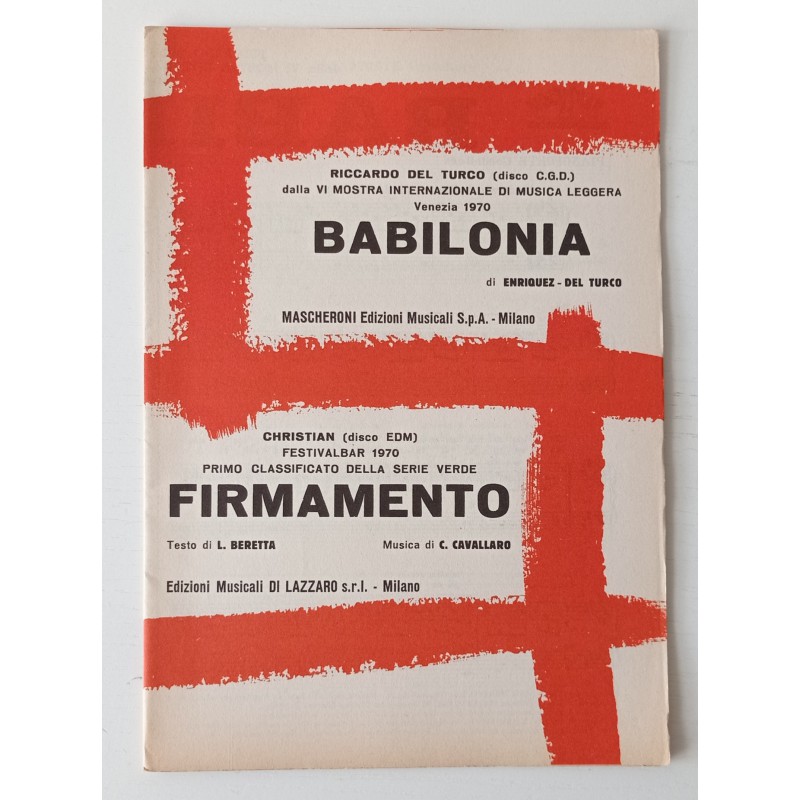 RICCARDO DEL TURCO (disco C.G.D.)
dalla VI MOSTRA INTERNAZIONALE DI MUSICA LEGGERA
Venezia 1970
BABILONIA
di ENRIQUEZ - DEL TURCO
MASCHERONI Edizioni Musicali S.p.A. - Milano
CHRISTIAN (disco EDM)
FESTIVALBAR 1970
PRIMO CLASSIFICATO DELLA SERIE VERDE
FIRMAMENTO
Testo di L. BERETTA Musica di C. CAVALLARO
Edizioni Musicali DI LAZZARO s.r.l. - Milano